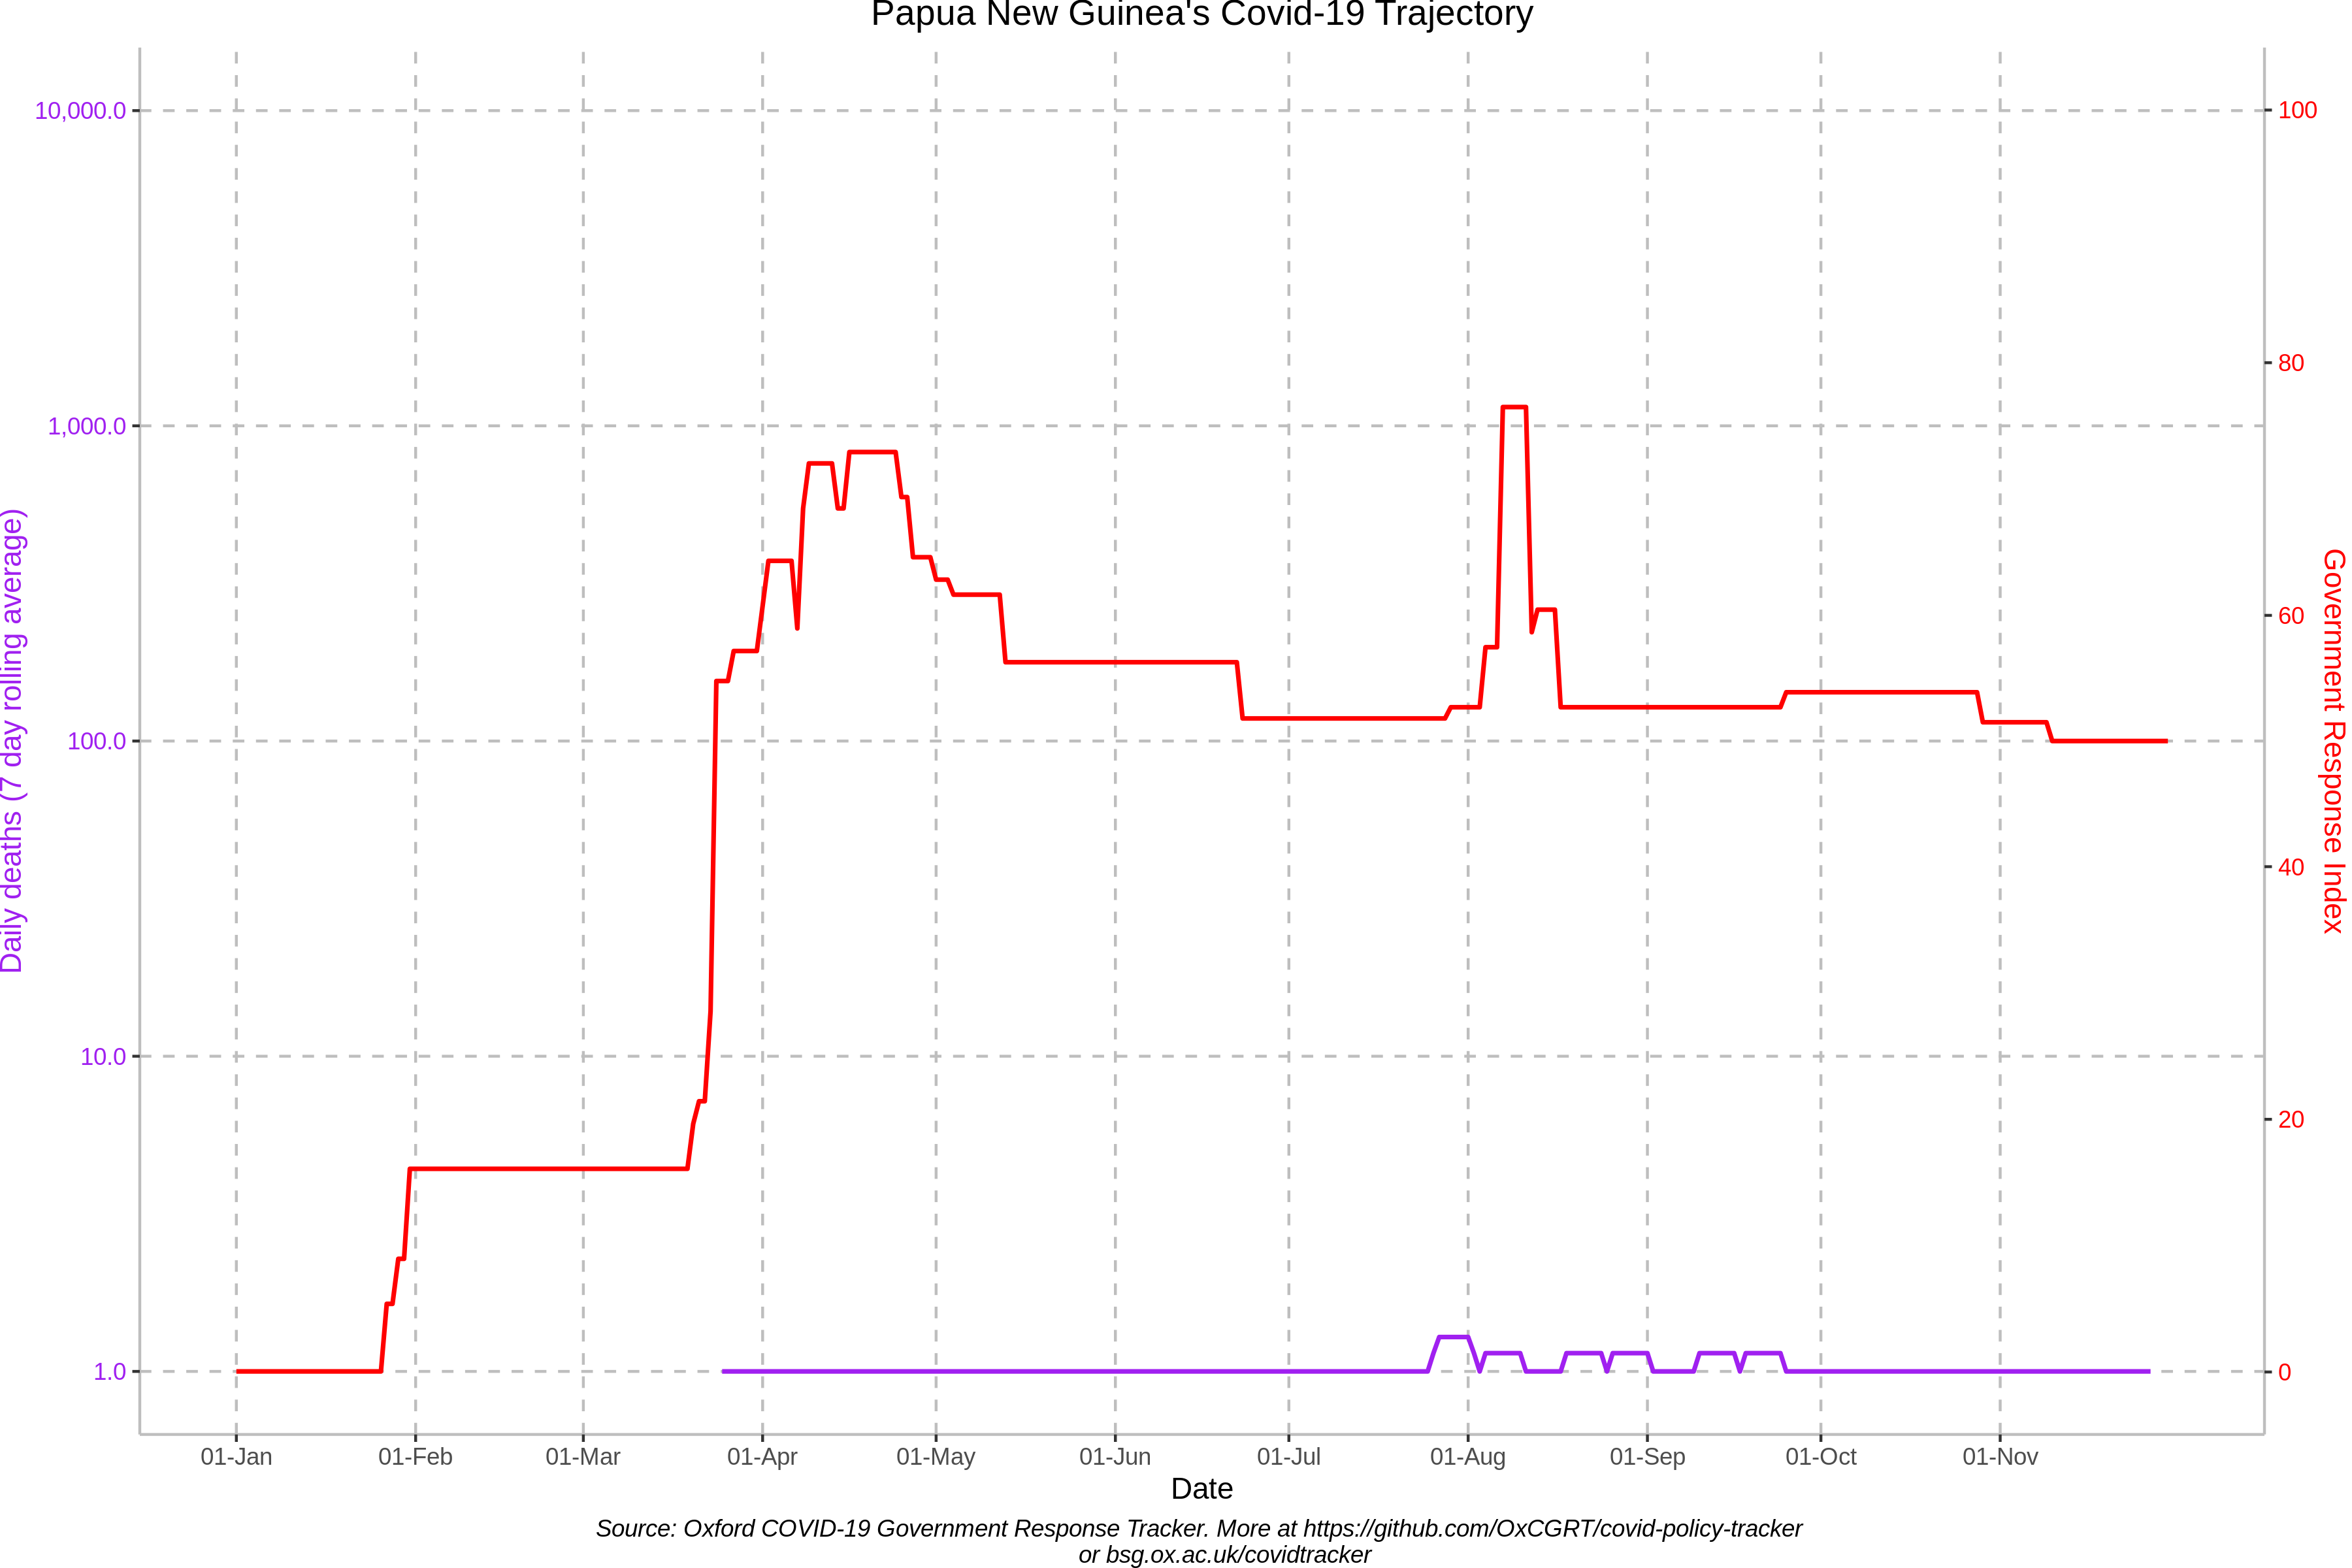 Papua New Guinea's Covid-19 Trajectory
10,000.0
1,000.0
100.0
10.0
1.0
Daily deaths (7 day rolling average)
100
80
60
40
20
0
Government Response Index
01-Jan 01-Feb 01-Mar 01-Apr 01-May 01-Jun 01-Jul 01-Aug 01-Sep 01-Oct 01-Nov
Date
Source: Oxford COVID-19 Government Response Tracker. More at https://github.com/OxCGRT/covid-policy-tracker
or bsg.ox.ac.uk/covidtracker